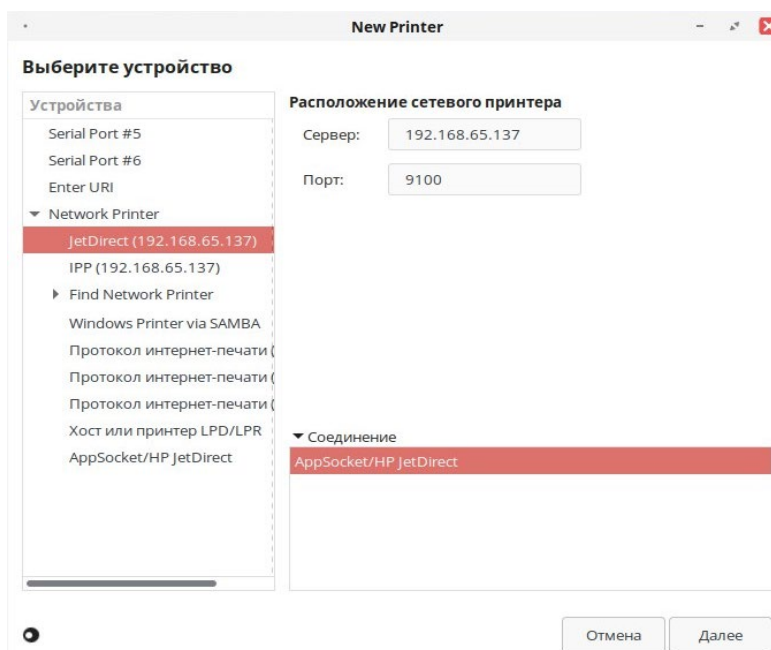 New Printer
Выберите устройство
Устройства
Serial Port #5
Serial Port #6
Enter URI
Network Printer
JetDirect (192.168.65.137)
IPP (192.168.65.137)
Find Network Printer
Windows Printer via SAMBA
Протокол интернет-печати (
Протокол интернет-печати (
Протокол интернет-печати (
Хост или принтер LPD/LPR
AppSocket/HP JetDirect
Расположение сетевого принтера
Сервер: 192.168.65.137
Порт: 9100
Соединение
AppSocket/HP JetDirect
Отмена
Далее